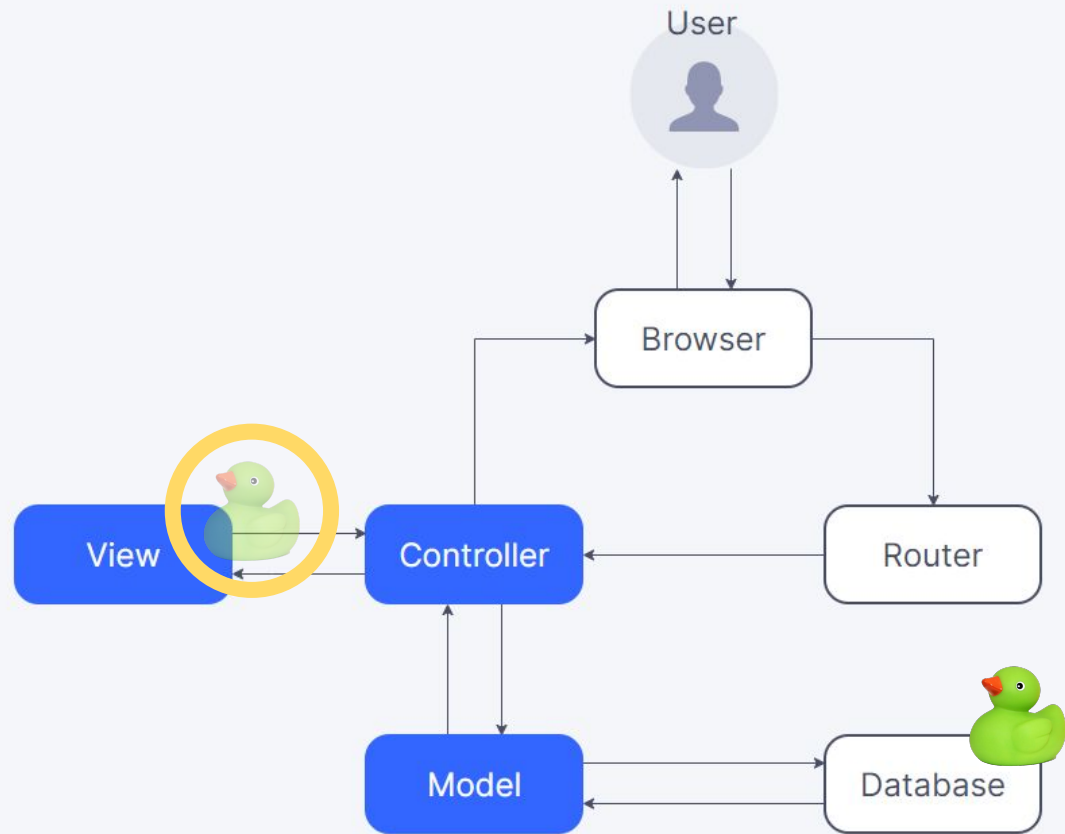 User
Browser
View
Controller
Router
Model
Database